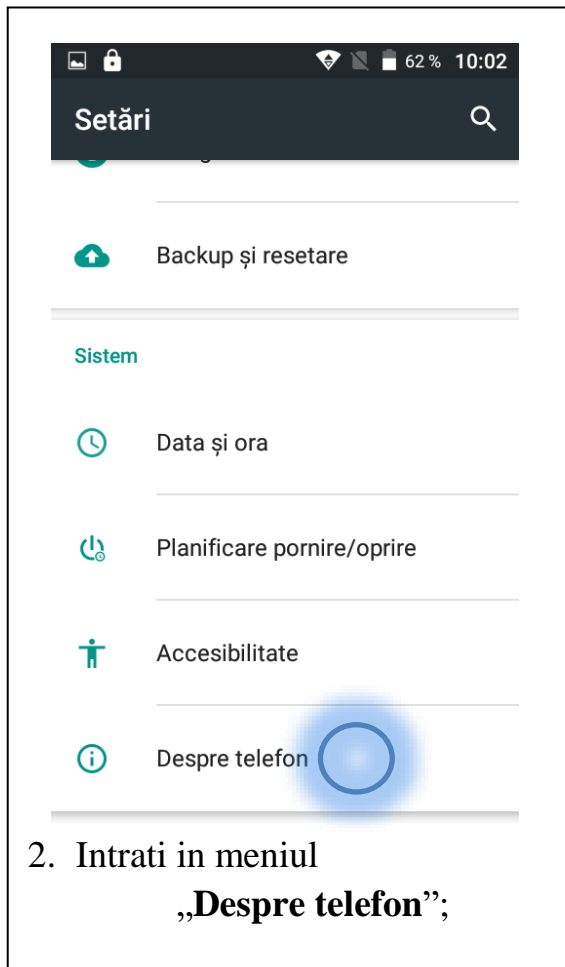 62 % 10:02
Setări
Backup și resetare
Sistem
Data și ora
Planificare pornire/oprire
Accesibilitate
Despre telefon
2. Intrati in meniul
„Despre telefon”;